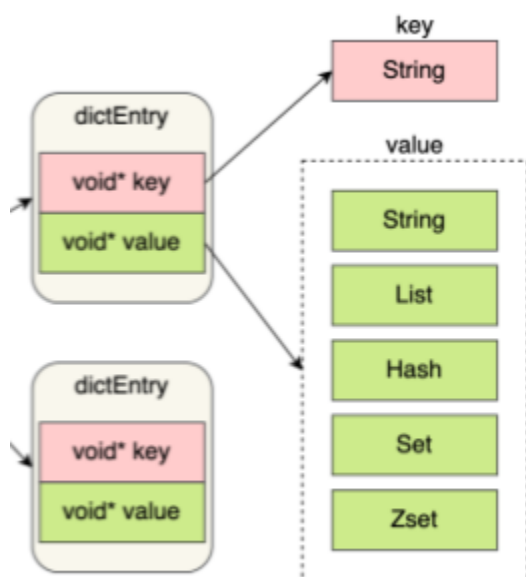 key
String
dictEntry
void* key
void* value
value
String
List
Hash
Set
Zset
dictEntry
void* key
void* value